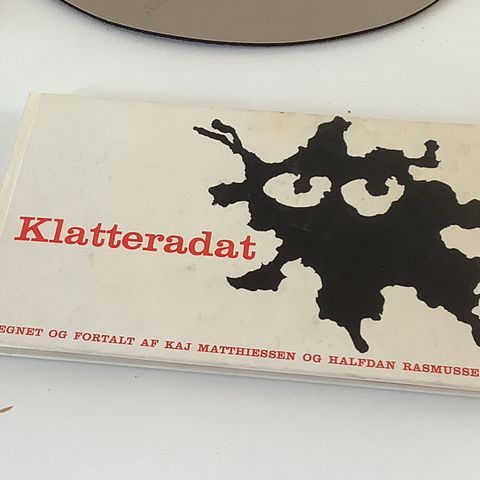 Klatteradat
EGNET OG FORTALT AF KAJ MATTHIESSEN OG HALFDAN RASMUSSE